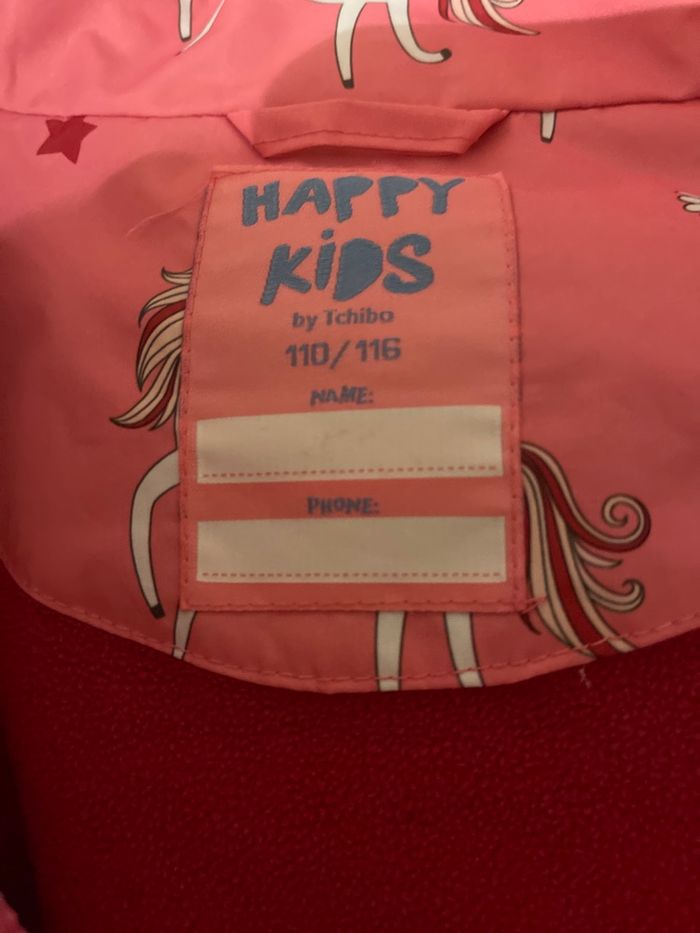 HAPPY
KiDS
by Tchibo
110/116
NAME:
PHONE: